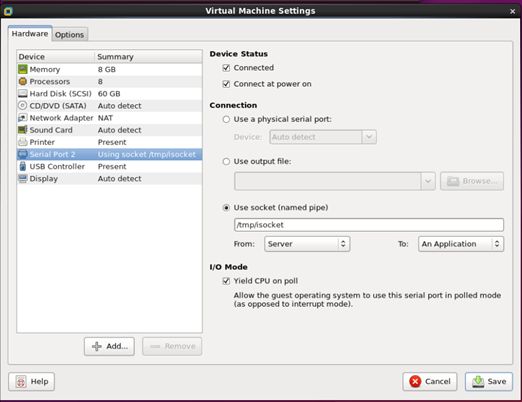 Virtual Machine Settings
Hardware Options
Device Summary
Memory 8 GB
Processors 8
Hard Disk (SCSI) 60 GB
CD/DVD (SATA) Auto detect
Network Adapter NAT
Sound Card Auto detect
Printer Present
Serial Port 2 Using socket /tmp/isocket
USB Controller Present
Display Auto detect
Add...
Remove
Device Status
Connected
Connect at power on
Connection
Use a physical serial port:
Device: Auto detect
Use output file:
Browse...
Use socket (named pipe)
/tmp/isocket
From: Server To: An Application
I/O Mode
Yield CPU on poll
Allow the guest operating system to use this serial port in polled mode
(as opposed to interrupt mode).
Help
Cancel
Save